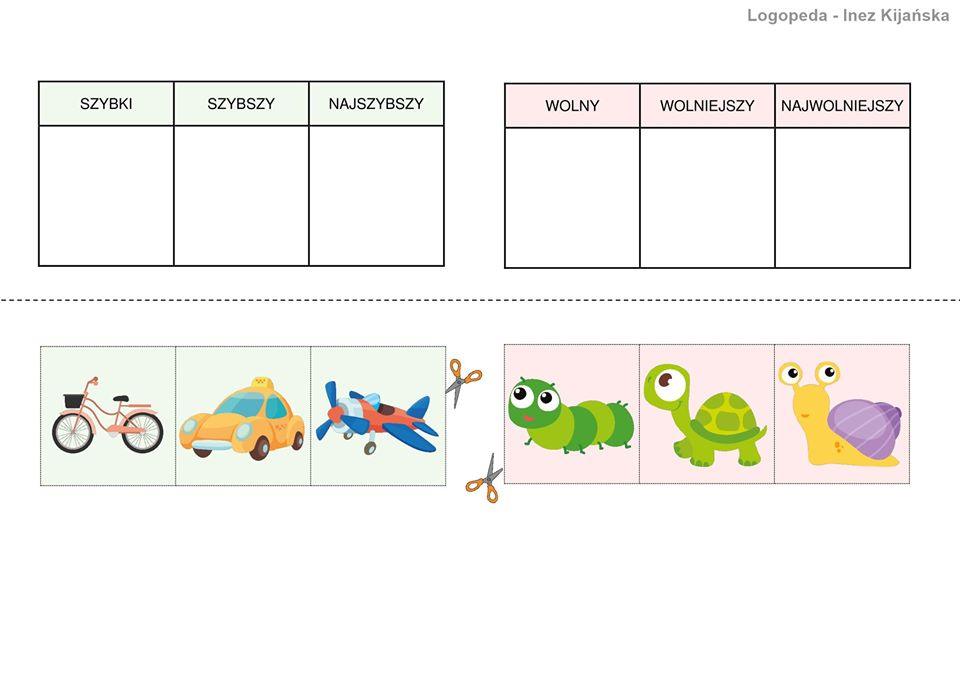 Logopeda - Inez Kijańska
SZYBKI SZYBSZY NAJSZYBSZY
WOLNY WOLNIEJSZY NAJWOLNIEJSZY